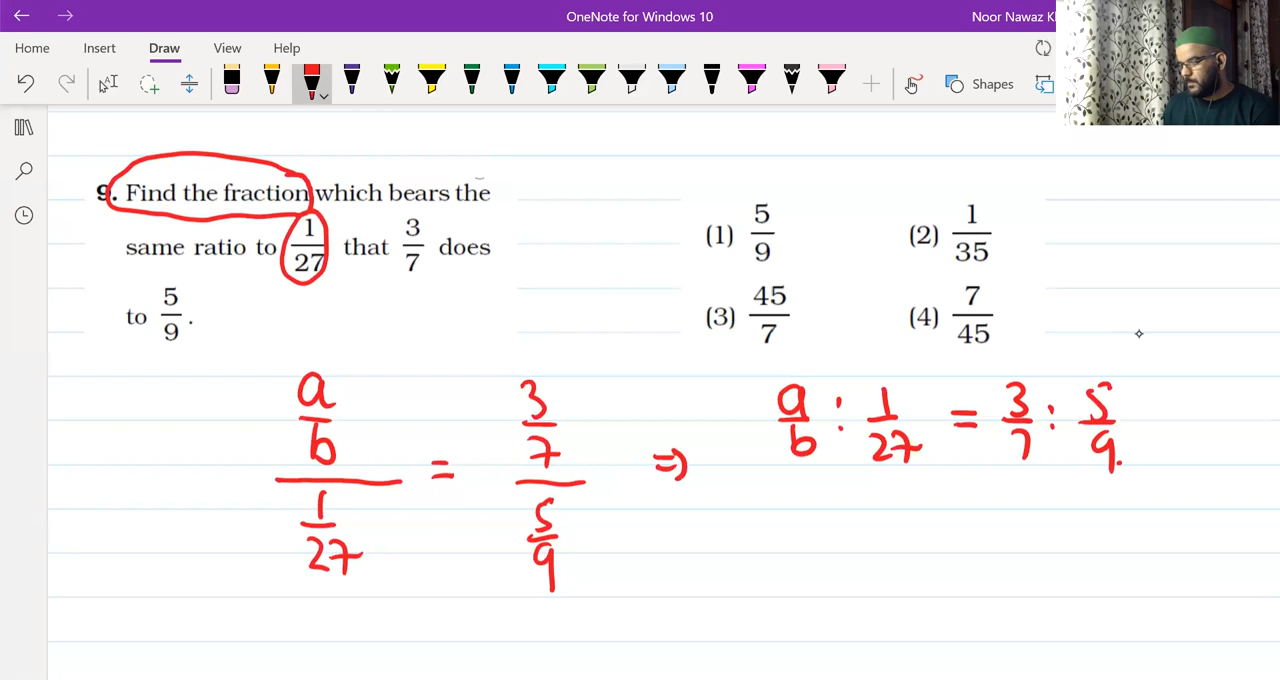 OneNote for Windows 10
Noor Nawaz Kh
Home Insert Draw View Help
Shapes
9. Find the fraction which bears the
same ratio to 1/27 that 3/7 does
to 5/9.
(1) 5/9 (2) 1/35
(3) 45/7 (4) 7/45
a/b / 1/27 = 3/7 / 5/9 ⇒ a/b : 1/27 = 3/7 : 5/9.